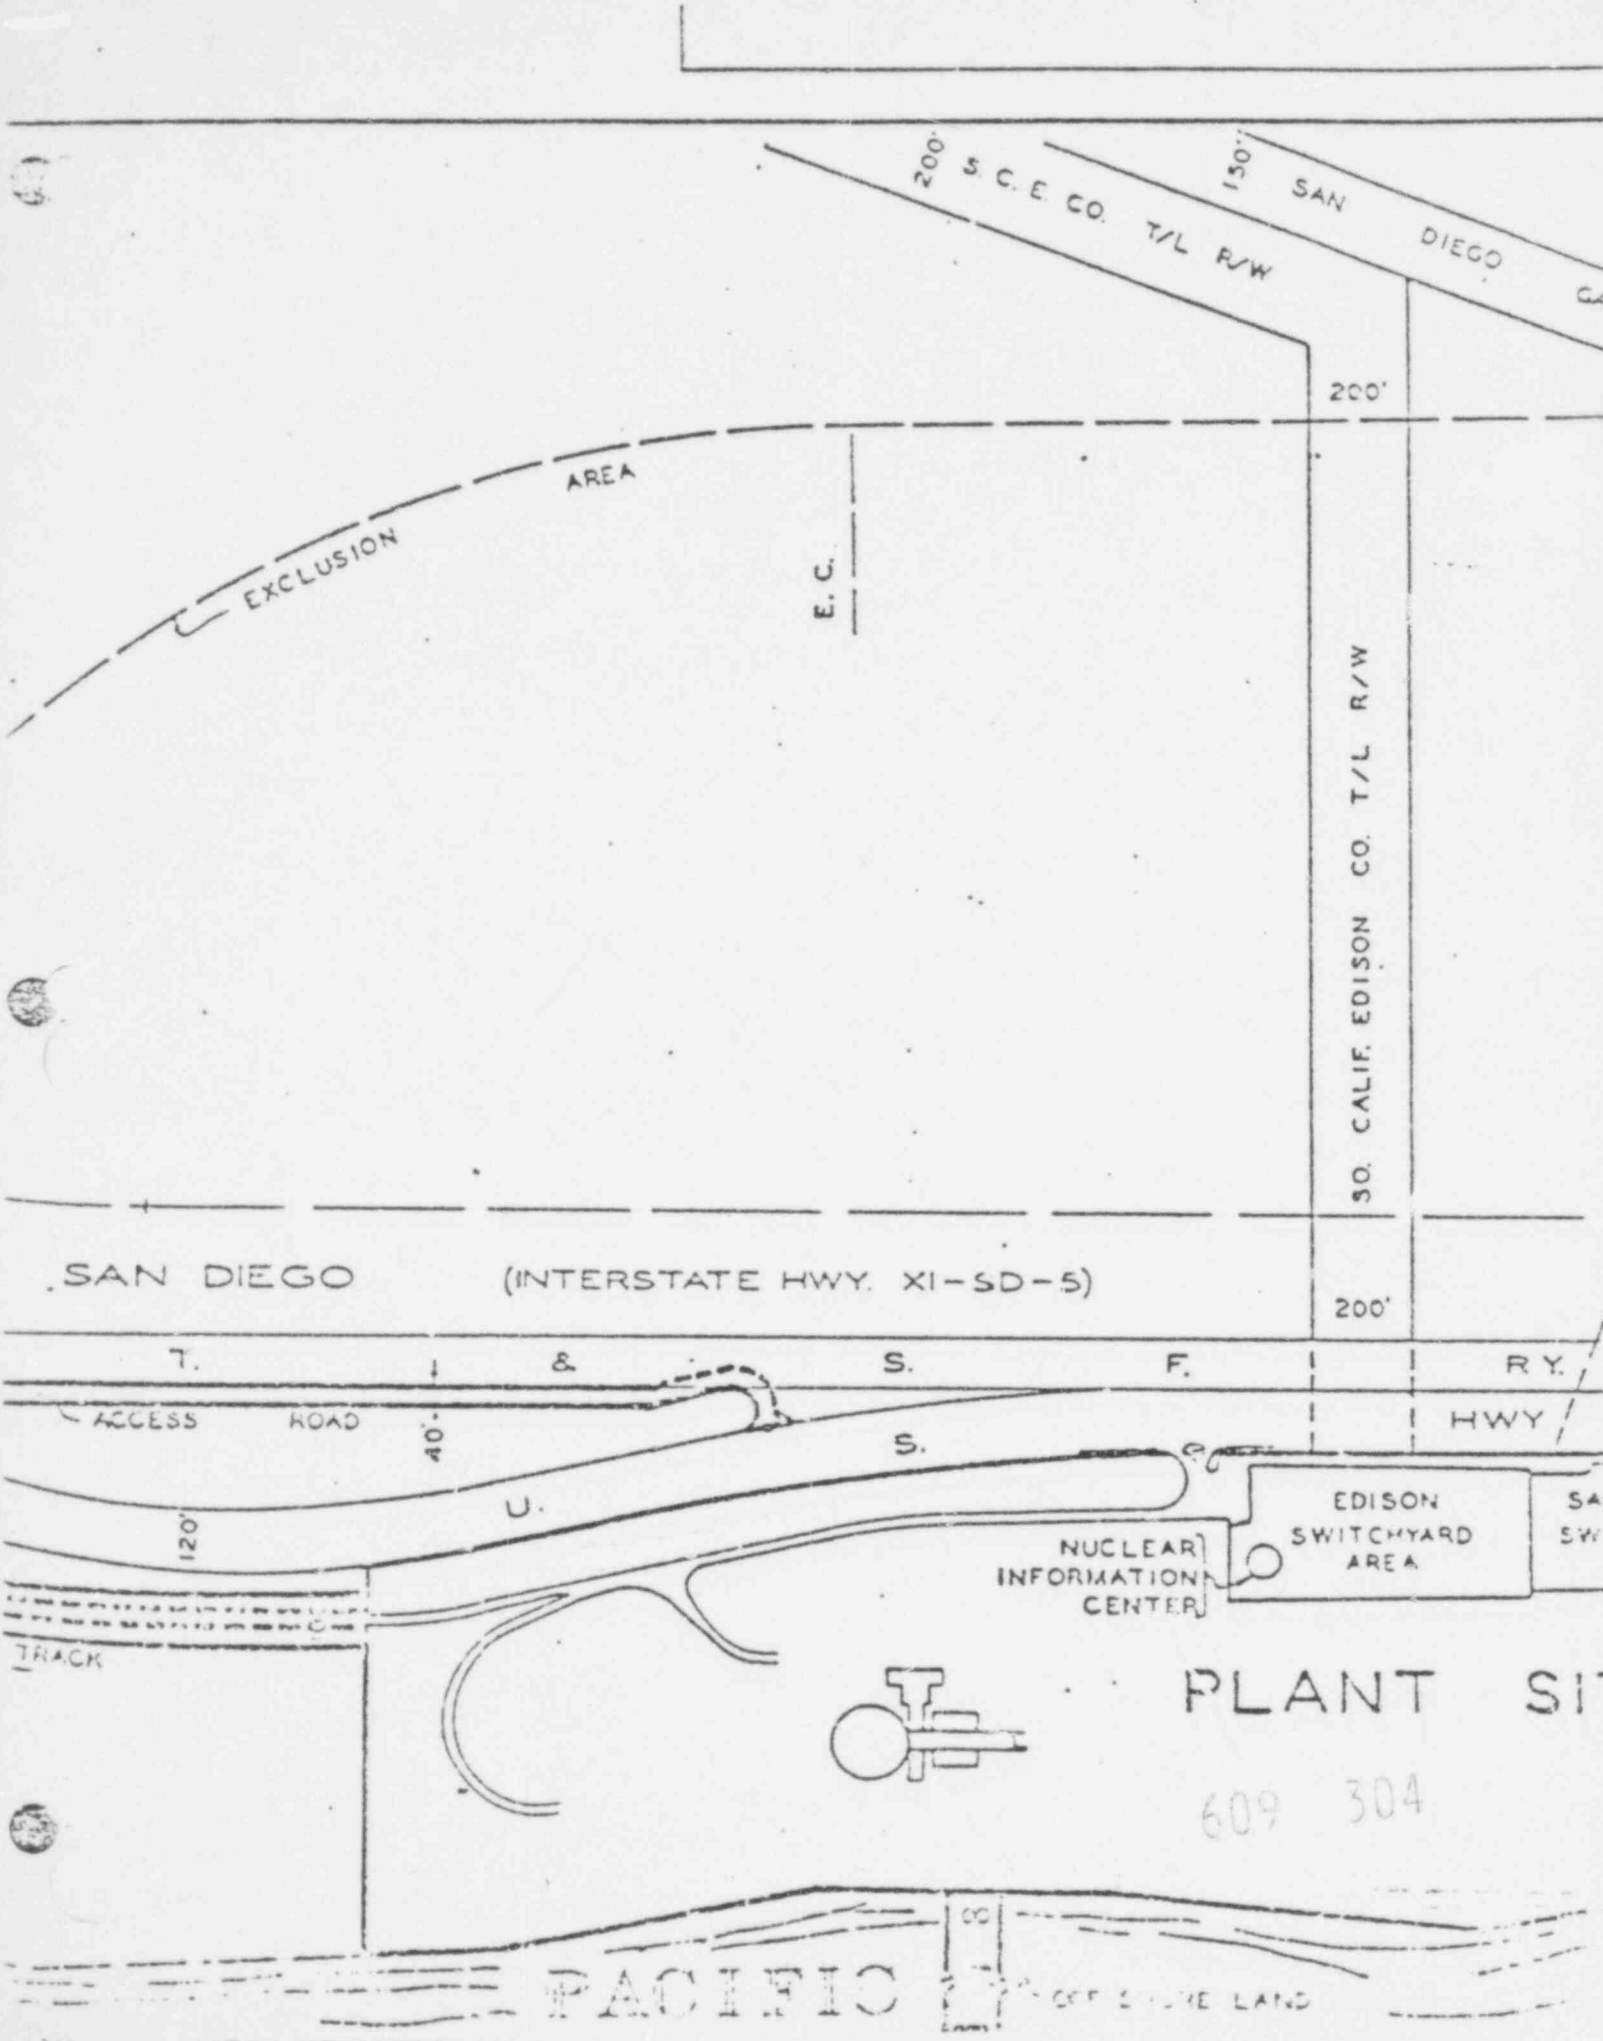 200'
S. C. E. CO. T/L R/W
150'
SAN DIEGO
200'
AREA
EXCLUSION
E. C.
SO. CALIF. EDISON CO. T/L R/W
SAN DIEGO (INTERSTATE HWY. XI-SD-5)
200'
T. & S. F. RY.
ACCESS ROAD
40'
HWY
U. S.
120'
EDISON
SWITCHYARD
AREA
NUCLEAR
INFORMATION
CENTER
TRACK
PLANT
609 304
PACIFIC
LAND